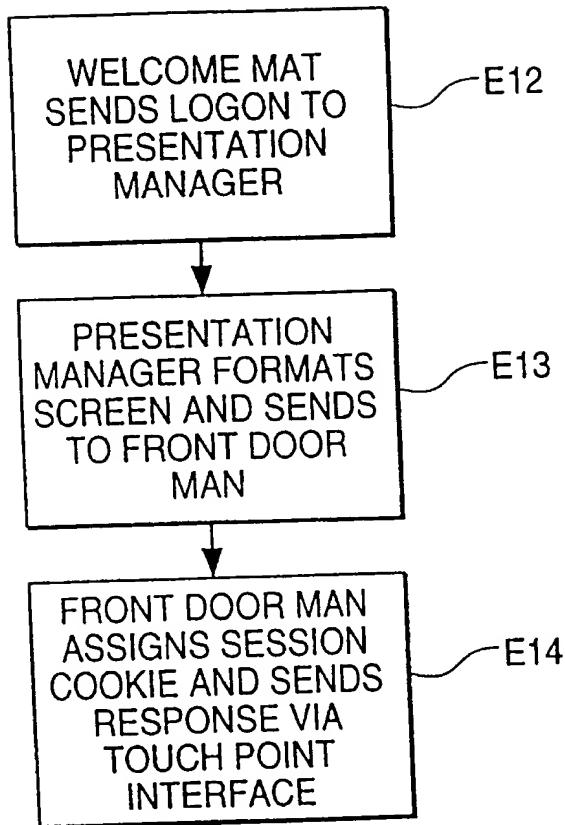 WELCOME MAT
SENDS LOGON TO
PRESENTATION
MANAGER
E12
PRESENTATION
MANAGER FORMATS
SCREEN AND SENDS
TO FRONT DOOR
MAN
E13
FRONT DOOR MAN
ASSIGNS SESSION
COOKIE AND SENDS
RESPONSE VIA
TOUCH POINT
INTERFACE
E14